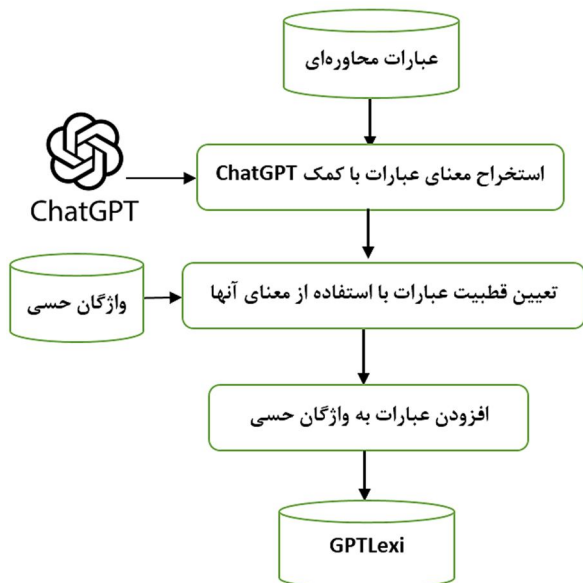 عبارات محاوره‌ای
استخراح معنای عبارات با کمک ChatGPT
ChatGPT
تعیین قطبیت عبارات با استفاده از معنای آنها
واژگان حسی
افزودن عبارات به واژگان حسی
GPTLexi